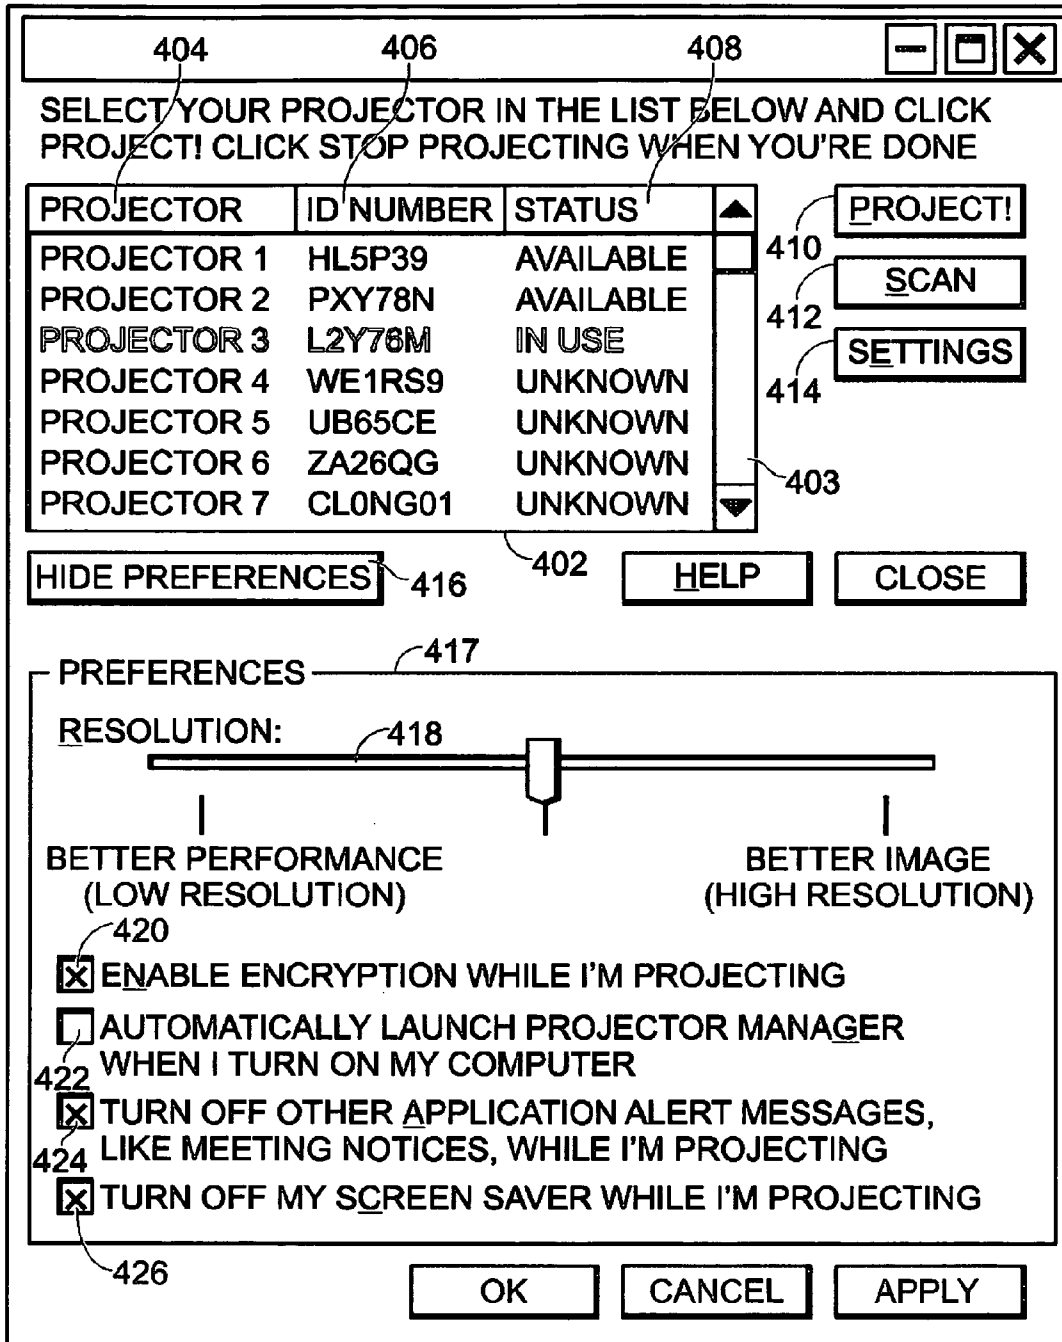 404 406 408
SELECT YOUR PROJECTOR IN THE LIST BELOW AND CLICK
PROJECT! CLICK STOP PROJECTING WHEN YOU'RE DONE
PROJECTOR ID NUMBER STATUS
PROJECTOR 1 HL5P39 AVAILABLE
PROJECTOR 2 PXY78N AVAILABLE
PROJECTOR 3 L2Y76M IN USE
PROJECTOR 4 WE1RS9 UNKNOWN
PROJECTOR 5 UB65CE UNKNOWN
PROJECTOR 6 ZA26QG UNKNOWN
PROJECTOR 7 CL0NG01 UNKNOWN
PROJECT!
410
SCAN
412
SETTINGS
414
403
402
HIDE PREFERENCES 416 HELP CLOSE
417
PREFERENCES
RESOLUTION: 418
BETTER PERFORMANCE BETTER IMAGE
(LOW RESOLUTION) (HIGH RESOLUTION)
420
ENABLE ENCRYPTION WHILE I'M PROJECTING
AUTOMATICALLY LAUNCH PROJECTOR MANAGER
WHEN I TURN ON MY COMPUTER
422
TURN OFF OTHER APPLICATION ALERT MESSAGES,
LIKE MEETING NOTICES, WHILE I'M PROJECTING
424
TURN OFF MY SCREEN SAVER WHILE I'M PROJECTING
426
OK CANCEL APPLY